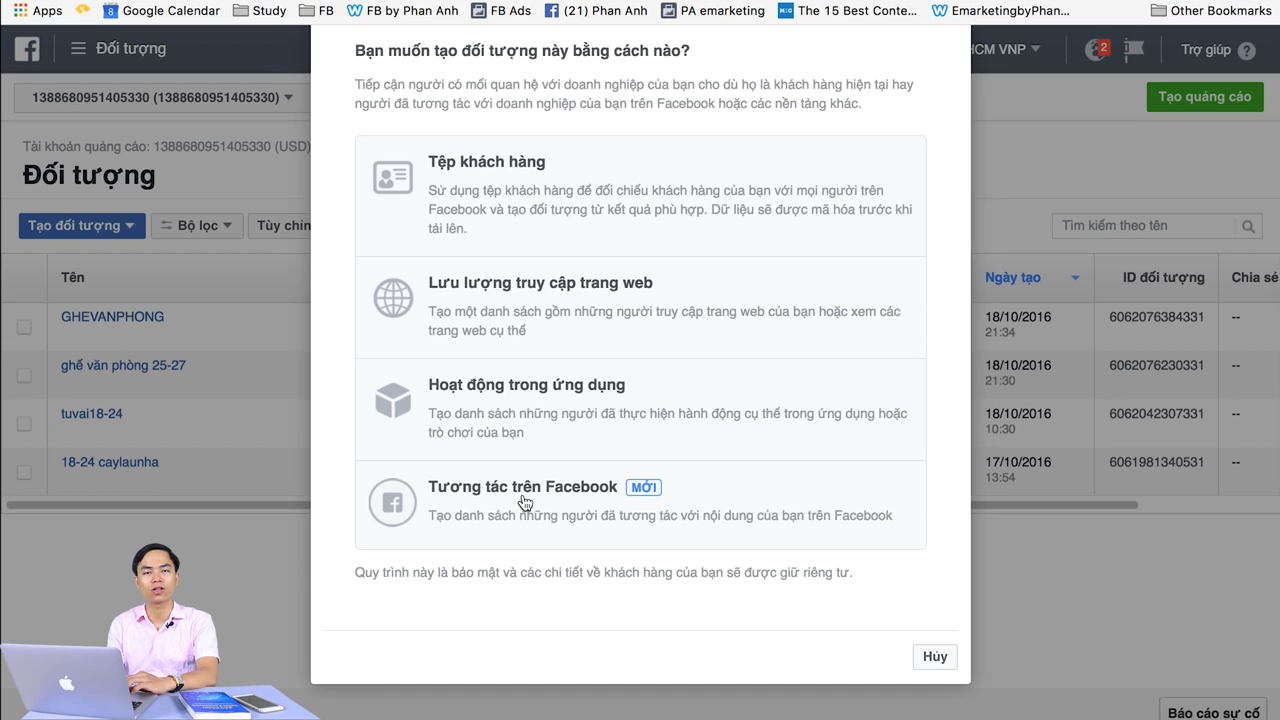 Apps
Google Calendar
Study
FB
FB by Phan Anh
FB Ads
(21) Phan Anh
PA emarketing
The 15 Best Conte...
EmarketingbyPhan...
Other Bookmarks
Đối tượng
HCM VNP
2
Trợ giúp
1388680951405330 (1388680951405330)
Tạo quảng cáo
Tài khoản quảng cáo: 1388680951405330 (USD)
Đối tượng
Tạo đối tượng
Bộ lọc
Tùy chỉn
Tìm kiếm theo tên
Tên
Ngày tạo
ID đối tượng
Chia sẻ
GHEVANPHONG
18/10/2016
21:34
6062076384331
--
ghế văn phòng 25-27
18/10/2016
21:30
6062076230331
--
tuvai18-24
18/10/2016
10:30
6062042307331
--
18-24 caylaunha
17/10/2016
13:54
6061981340531
--
Bạn muốn tạo đối tượng này bằng cách nào?
Tiếp cận người có mối quan hệ với doanh nghiệp của bạn cho dù họ là khách hàng hiện tại hay
người đã tương tác với doanh nghiệp của bạn trên Facebook hoặc các nền tảng khác.
Tệp khách hàng
Sử dụng tệp khách hàng để đối chiếu khách hàng của bạn với mọi người trên
Facebook và tạo đối tượng từ kết quả phù hợp. Dữ liệu sẽ được mã hóa trước khi
tải lên.
Lưu lượng truy cập trang web
Tạo một danh sách gồm những người truy cập trang web của bạn hoặc xem các
trang web cụ thể
Hoạt động trong ứng dụng
Tạo danh sách những người đã thực hiện hành động cụ thể trong ứng dụng hoặc
trò chơi của bạn
Tương tác trên Facebook MỚI
Tạo danh sách những người đã tương tác với nội dung của bạn trên Facebook
Quy trình này là bảo mật và các chi tiết về khách hàng của bạn sẽ được giữ riêng tư.
Hủy
Báo cáo sự cố